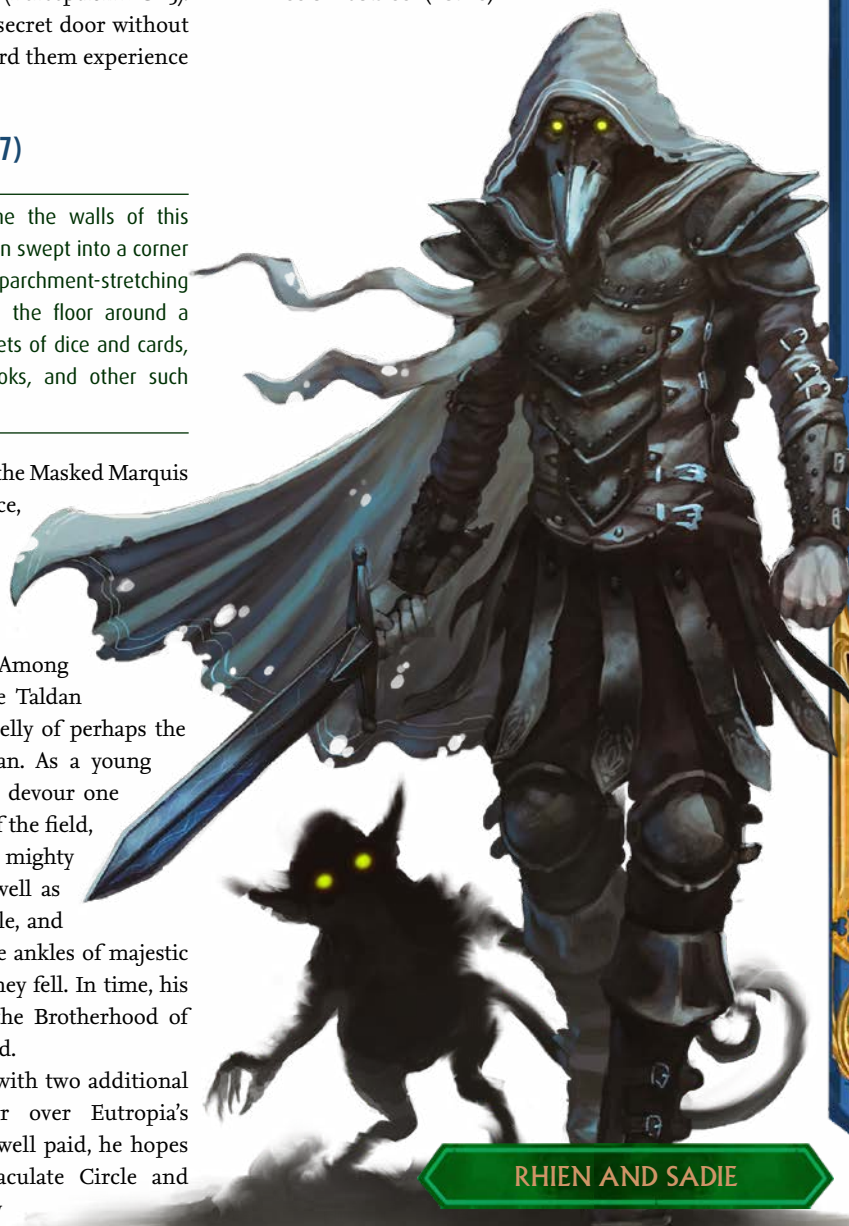 secret door without
rd them experience
7)
ne the walls of this
n swept into a corner
parchment-stretching
the floor around a
ets of dice and cards,
oks, and other such
the Masked Marquis
ce,
Among
e Taldan
elly of perhaps the
an. As a young
devour one
f the field,
mighty
well as
le, and
e ankles of majestic
hey fell. In time, his
he Brotherhood of
d.
with two additional
r over Eutropia's
well paid, he hopes
aculate Circle and
RHIEN AND SADIE